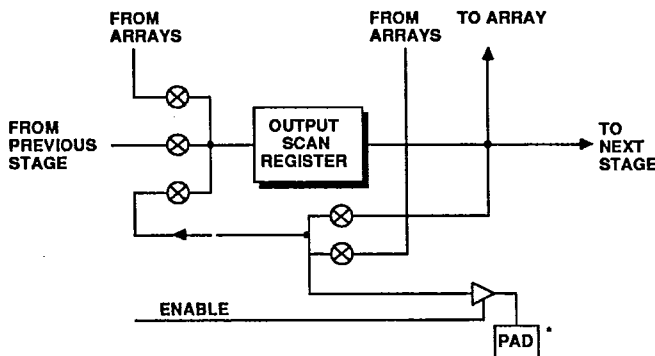 FROM
ARRAYS
FROM
ARRAYS
TO ARRAY
FROM
PREVIOUS
STAGE
OUTPUT
SCAN
REGISTER
TO
NEXT
STAGE
ENABLE
PAD *